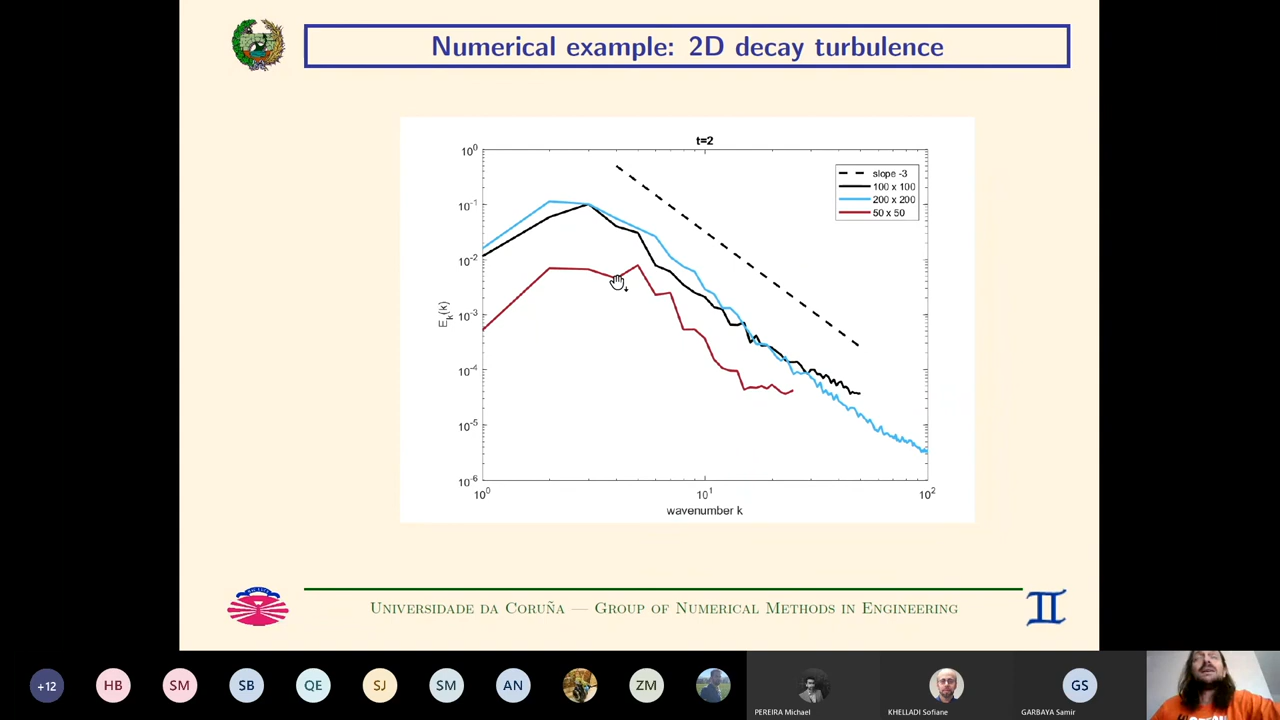 Numerical example: 2D decay turbulence
t=2
10^0
10^-1
10^-2
10^-3
10^-4
10^-5
10^-6
E_k(k)
slope -3
100 x 100
200 x 200
50 x 50
10^0
10^1
10^2
wavenumber k
UNIVERSIDADE DA CORUÑA — GROUP OF NUMERICAL METHODS IN ENGINEERING
+12
HB
SM
SB
QE
SJ
SM
AN
ZM
GS
PEREIRA Michael
KHELLADI Sofiane
GARBAYA Samir